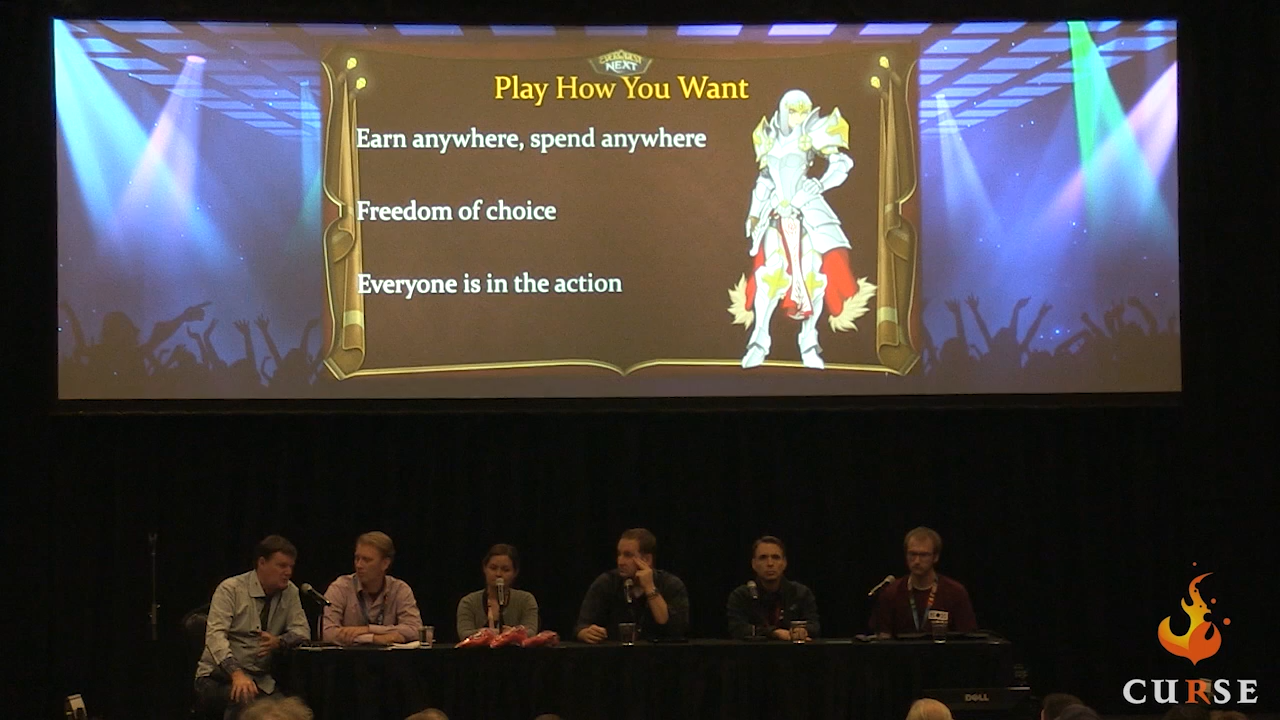 EVERQUEST
NEXT
Play How You Want
Earn anywhere, spend anywhere
Freedom of choice
Everyone is in the action
DELL
CURSE